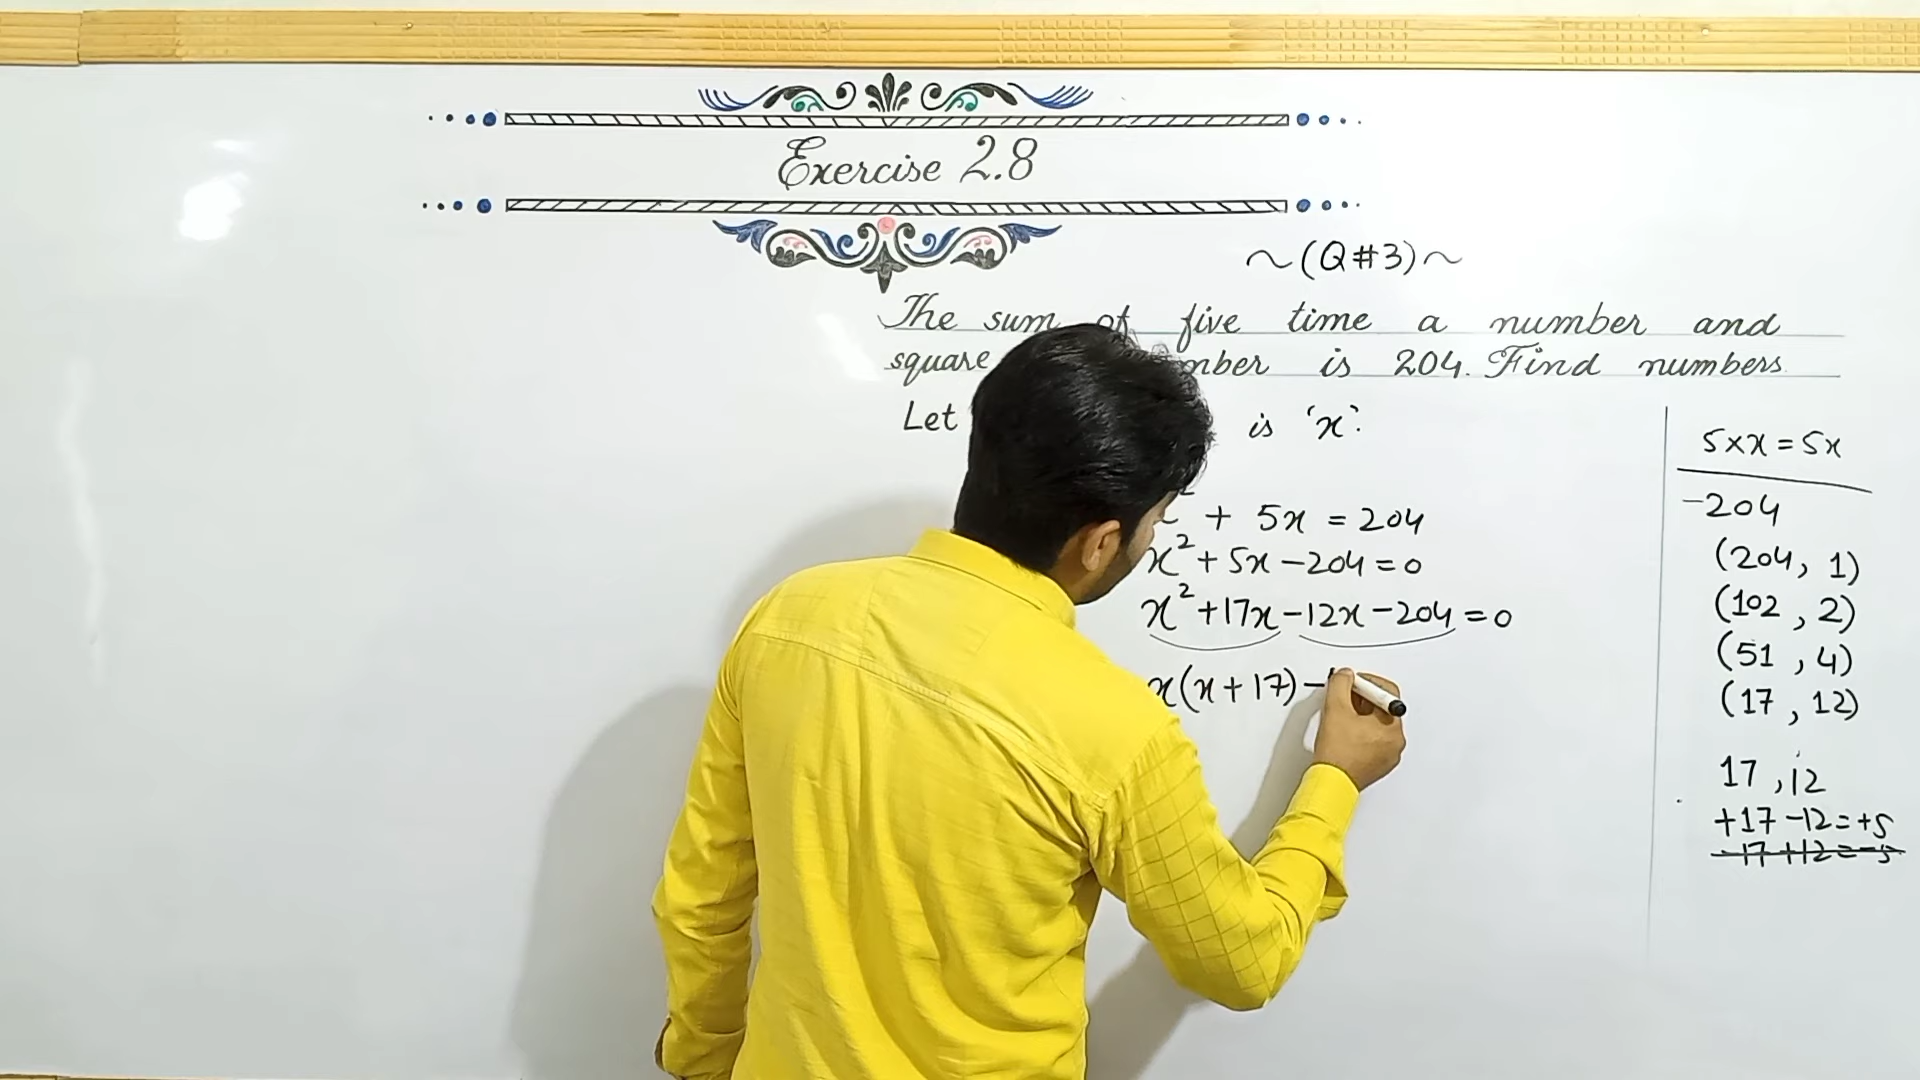 Exercise 2.8
~(Q#3)~
The sum of five time a number and
square mber is 204. Find numbers.
Let is 'x'.
+ 5x = 204
x² + 5x - 204 = 0
x² + 17x - 12x - 204 = 0
x(x + 17) -
5×x = 5x
-204
(204, 1)
(102, 2)
(51, 4)
(17, 12)
17, 12
+17 -12 = +5
-17 +12 = -5